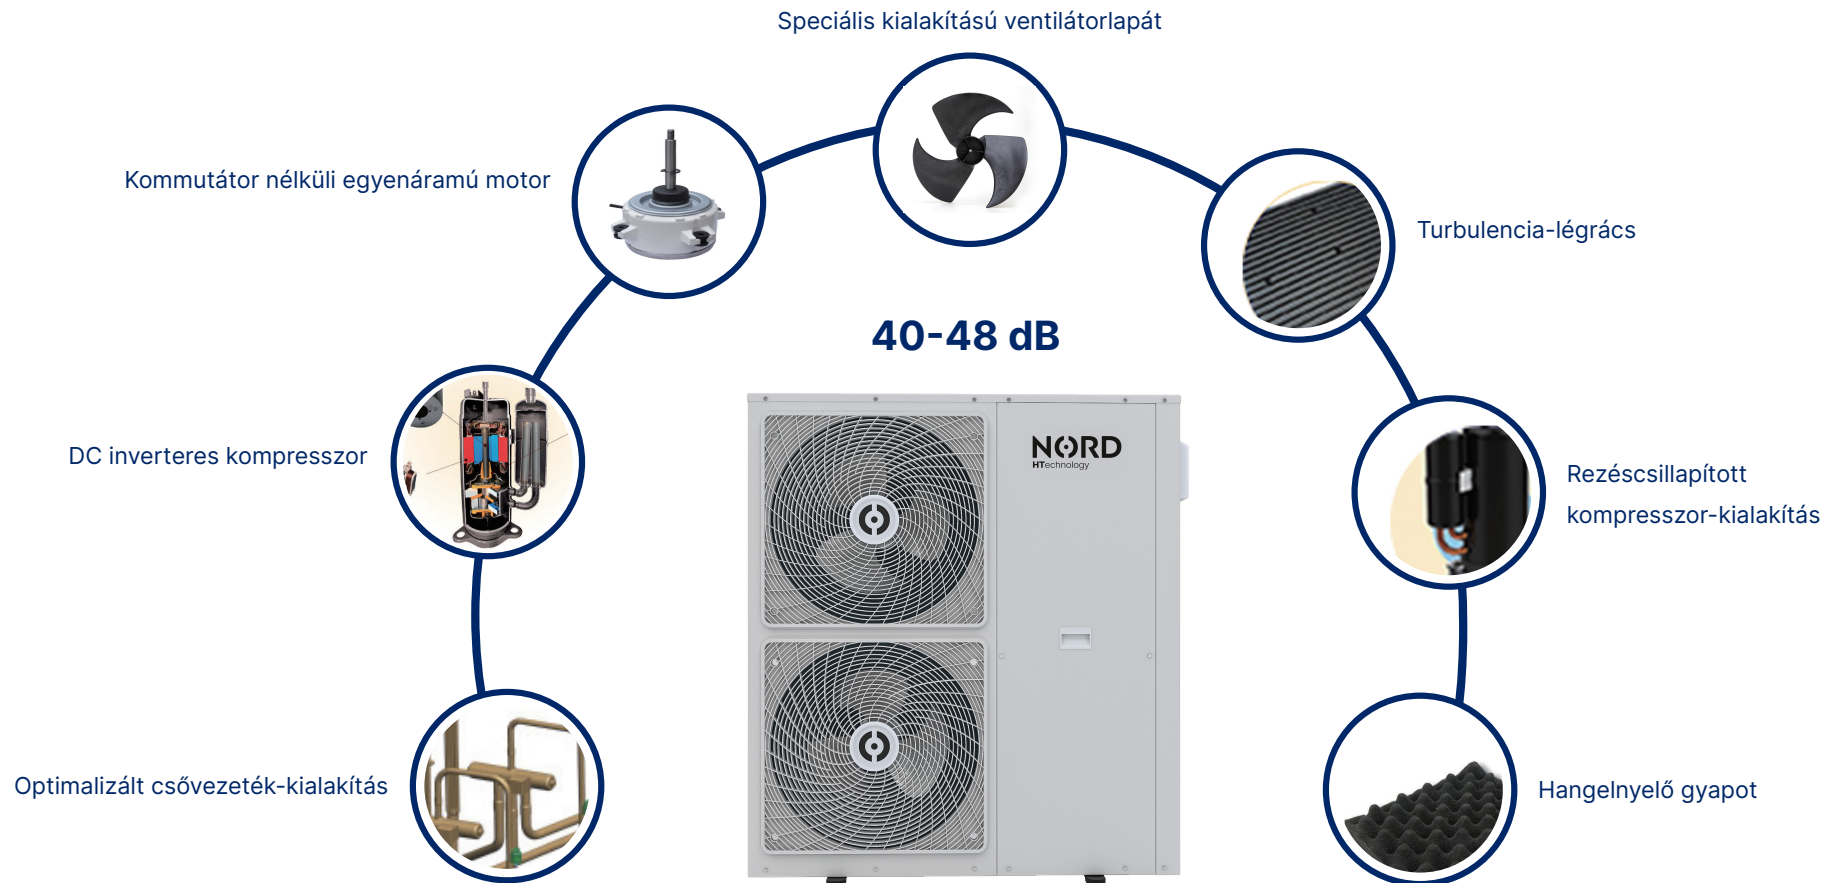 Speciális kialakítású ventilátorlapát
Kommutátor nélküli egyenáramú motor
Turbulencia-légrács
40-48 dB
NORD
HTechnology
DC inverteres kompresszor
Rezéscsillapított
kompresszor-kialakítás
Optimalizált csővezeték-kialakítás
Hangelnyelő gyapot